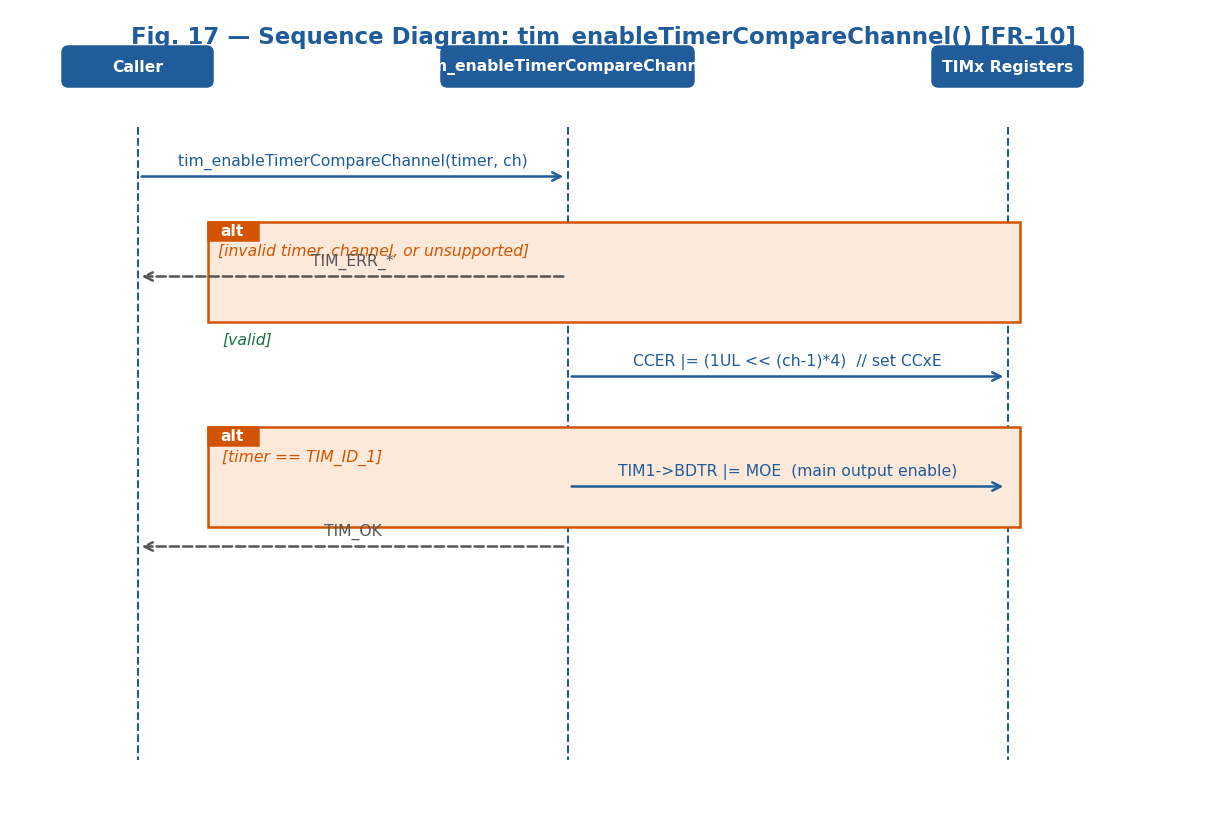 Fig. 17 — Sequence Diagram: tim_enableTimerCompareChannel() [FR-10]
Caller
m_enableTimerCompareChann
TIMx Registers
tim_enableTimerCompareChannel(timer, ch)
alt
[invalid timer, channel, or unsupported]
TIM_ERR_*
[valid]
CCER |= (1UL << (ch-1)*4)  // set CCxE
alt
[timer == TIM_ID_1]
TIM1->BDTR |= MOE  (main output enable)
TIM_OK